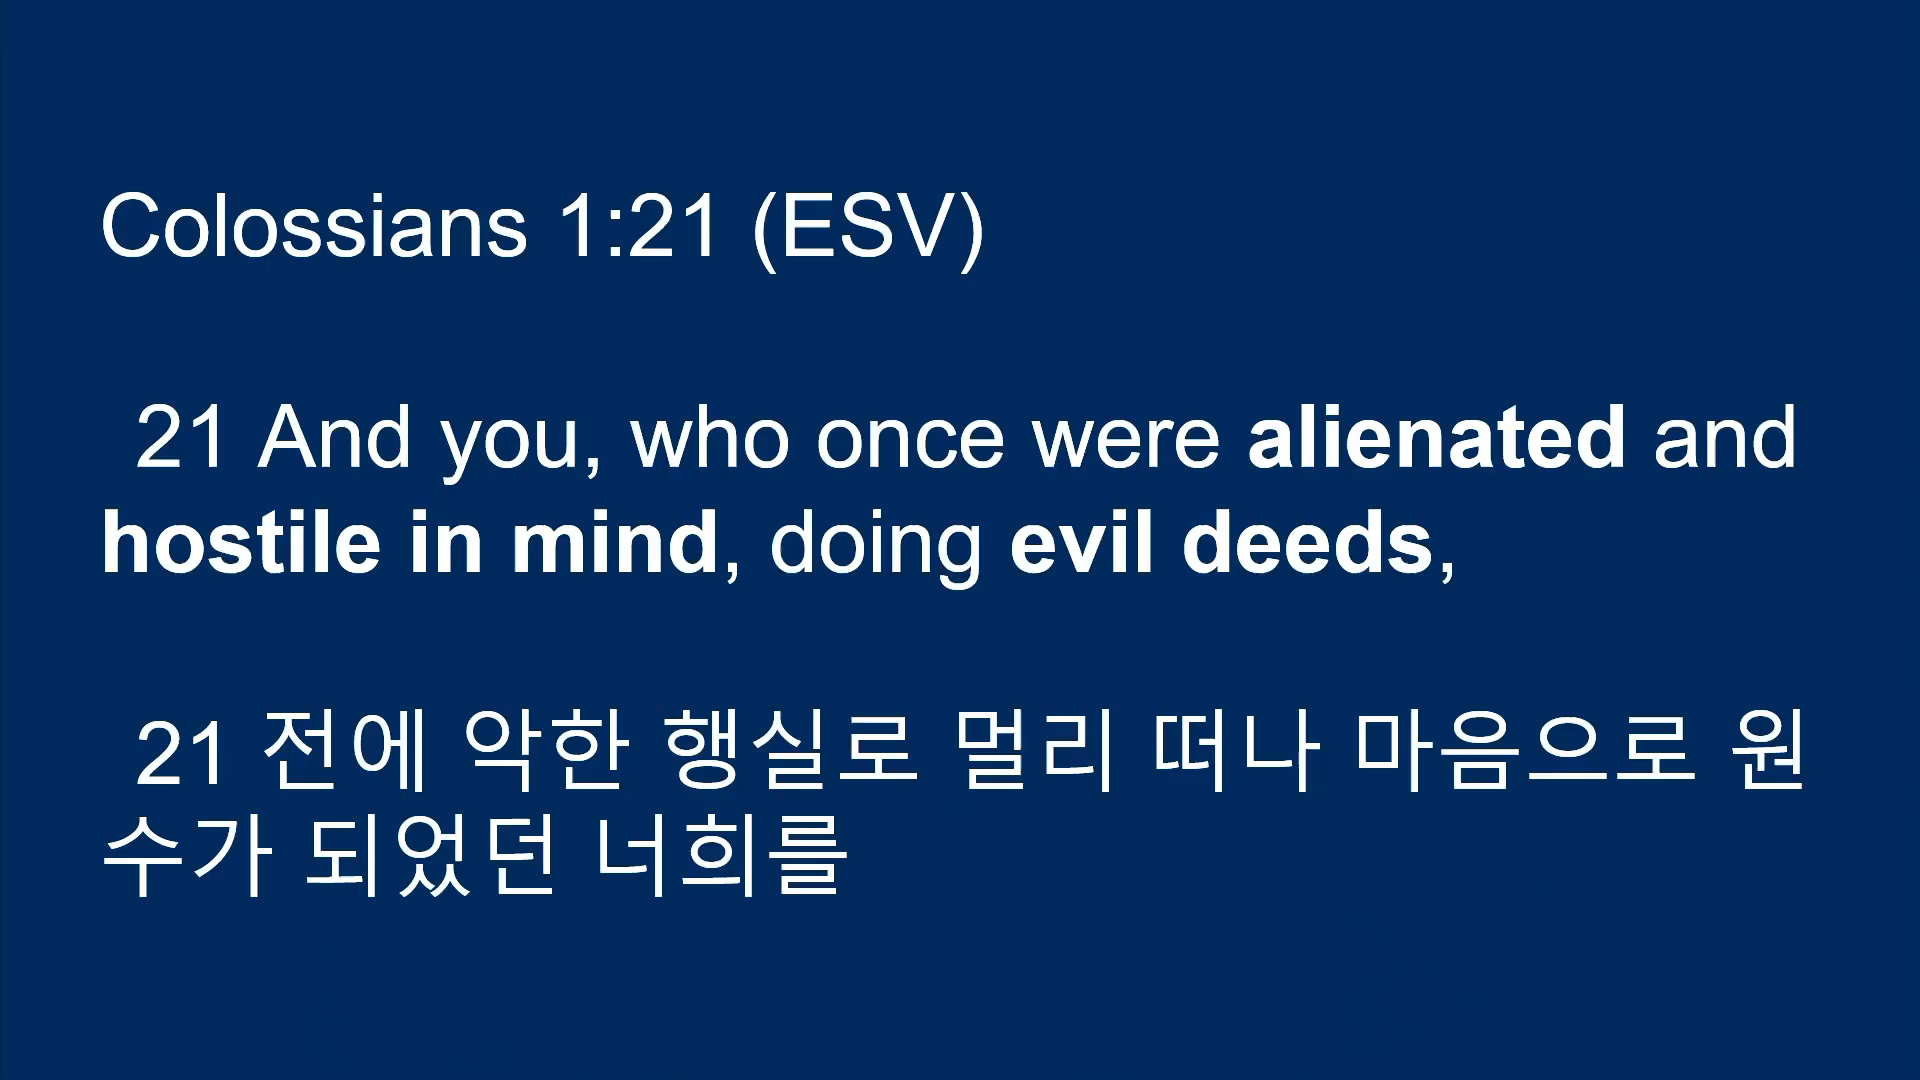 Colossians 1:21 (ESV)
21 And you, who once were alienated and
hostile in mind, doing evil deeds,
21 전에 악한 행실로 멀리 떠나 마음으로 원
수가 되었던 너희를